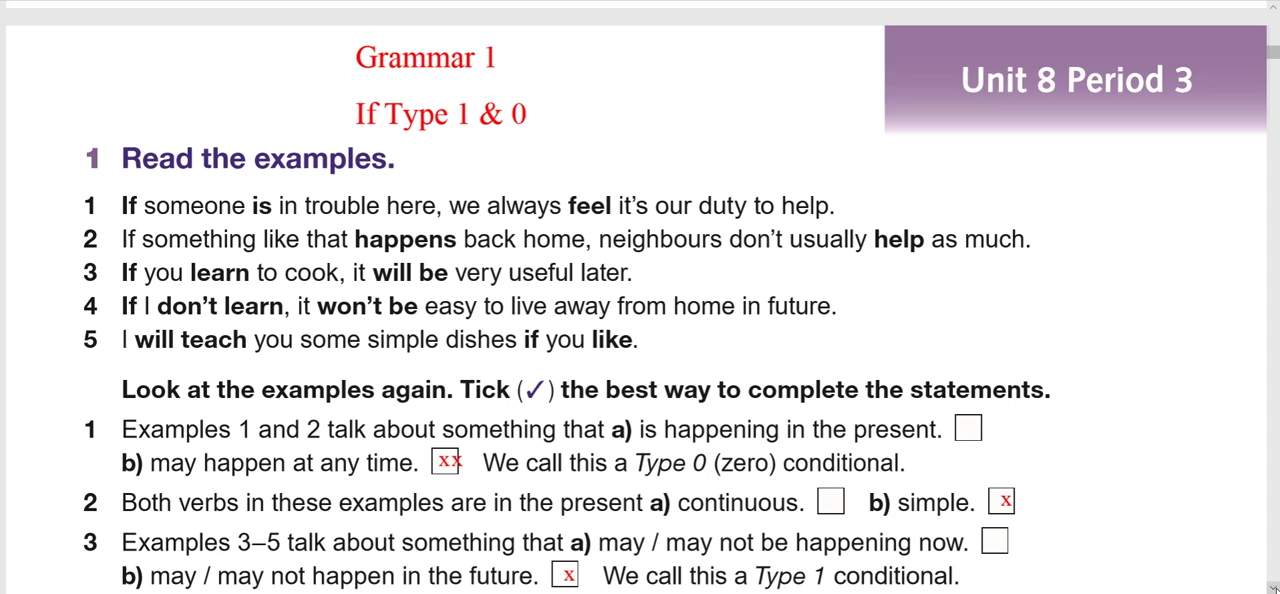 Grammar 1
Unit 8 Period 3
If Type 1 & 0
1 Read the examples.
1 If someone is in trouble here, we always feel it’s our duty to help.
2 If something like that happens back home, neighbours don’t usually help as much.
3 If you learn to cook, it will be very useful later.
4 If I don’t learn, it won’t be easy to live away from home in future.
5 I will teach you some simple dishes if you like.
Look at the examples again. Tick (✓) the best way to complete the statements.
1 Examples 1 and 2 talk about something that a) is happening in the present.
b) may happen at any time. xx We call this a Type 0 (zero) conditional.
2 Both verbs in these examples are in the present a) continuous. b) simple. x
3 Examples 3–5 talk about something that a) may / may not be happening now.
b) may / may not happen in the future. x We call this a Type 1 conditional.